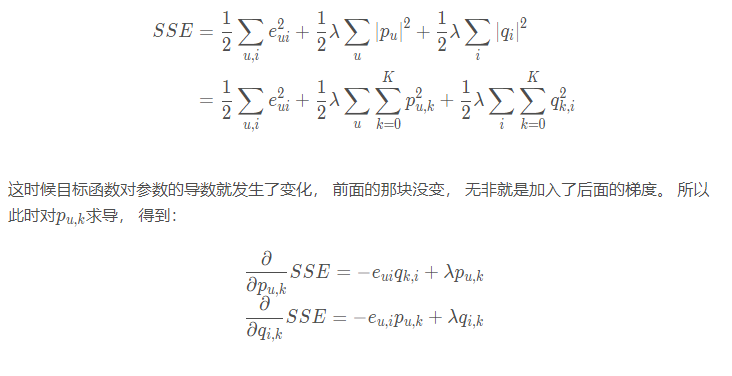 SSE = \frac{1}{2}\sum_{u,i} e_{ui}^{2} + \frac{1}{2}\lambda\sum_{u} |p_u|^{2} + \frac{1}{2}\lambda\sum_{i} |q_i|^{2}
= \frac{1}{2}\sum_{u,i} e_{ui}^{2} + \frac{1}{2}\lambda\sum_{u}\sum_{k=0}^{K} p_{u,k}^{2} + \frac{1}{2}\lambda\sum_{i}\sum_{k=0}^{K} q_{k,i}^{2}
这时候目标函数对参数的导数就发生了变化， 前面的那块没变， 无非就是加入了后面的梯度。 所以
此时对p_{u,k}求导， 得到：
\frac{\partial}{\partial p_{u,k}} SSE = -e_{ui}q_{k,i} + \lambda p_{u,k}
\frac{\partial}{\partial q_{i,k}} SSE = -e_{u,i}p_{u,k} + \lambda q_{i,k}